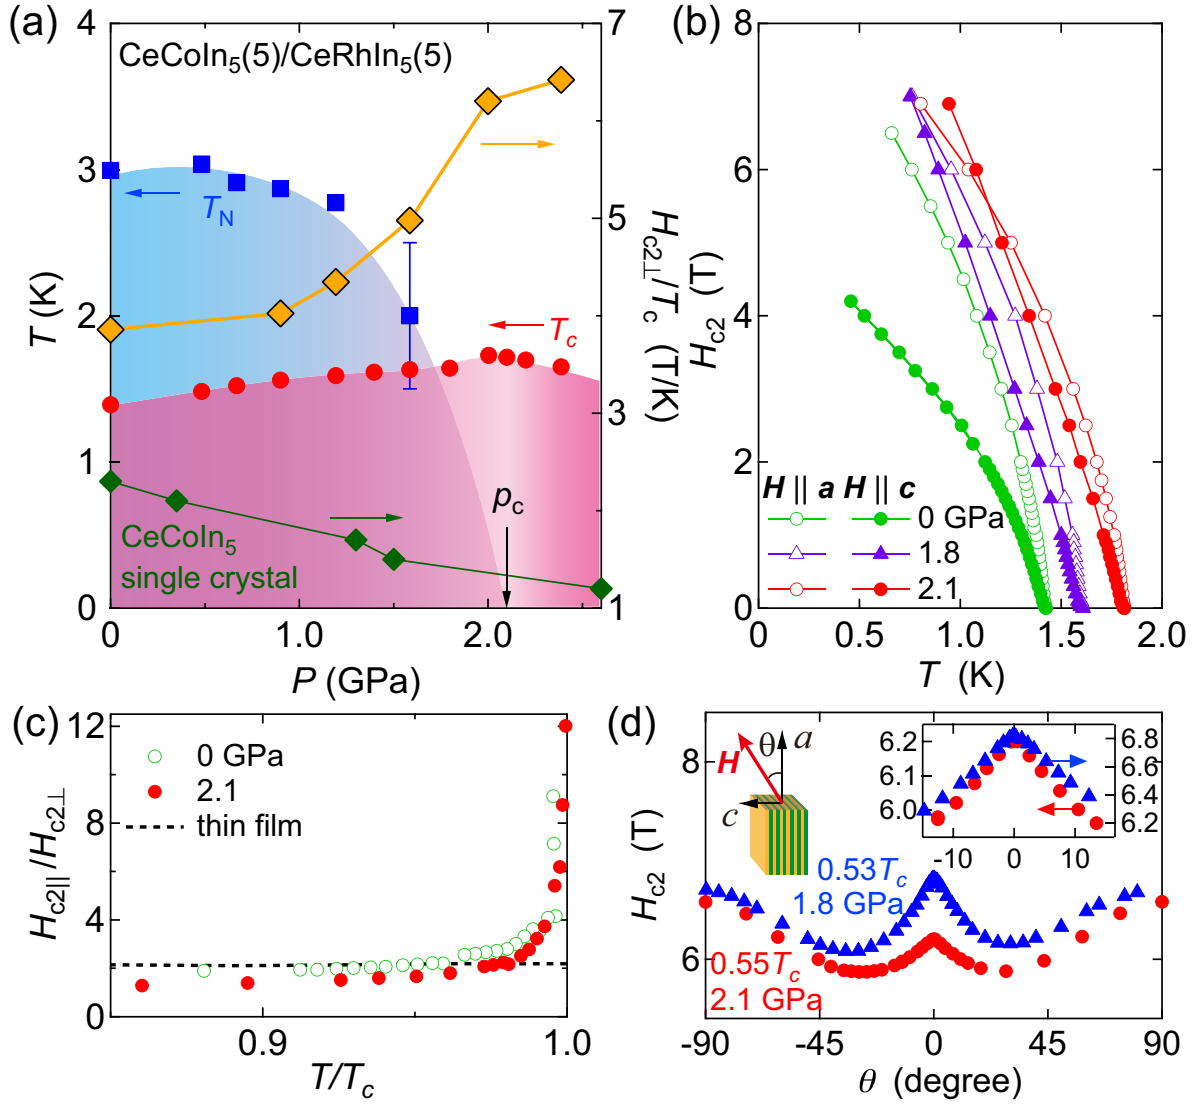 (a)
4
3
2
1
0
T (K)
CeCoIn5(5)/CeRhIn5(5)
TN
Tc
pc
CeCoIn5
single crystal
7
5
3
1
Hc2⊥/Tc (T/K)
0
1.0
2.0
P (GPa)
(b)
8
6
4
2
0
Hc2 (T)
H || a H || c
0 GPa
1.8
2.1
0
0.5
1.0
1.5
2.0
T (K)
(c)
12
8
4
0
Hc2||/Hc2⊥
0 GPa
2.1
thin film
0.9
1.0
T/Tc
(d)
8
6
Hc2 (T)
H
θ
a
c
6.2
6.1
6.0
6.8
6.6
6.4
6.2
-10
0
10
0.53Tc
1.8 GPa
0.55Tc
2.1 GPa
-90
-45
0
45
90
θ (degree)